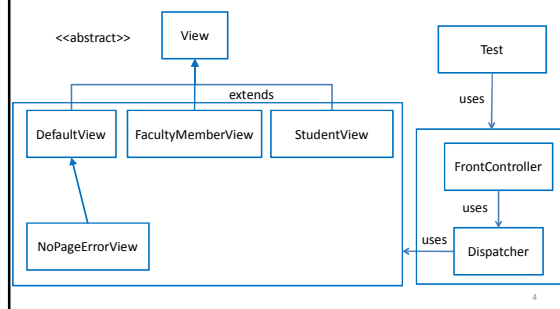 <<abstract>>
View
Test
extends
uses
DefaultView
FacultyMemberView
StudentView
FrontController
uses
NoPageErrorView
uses
Dispatcher
4